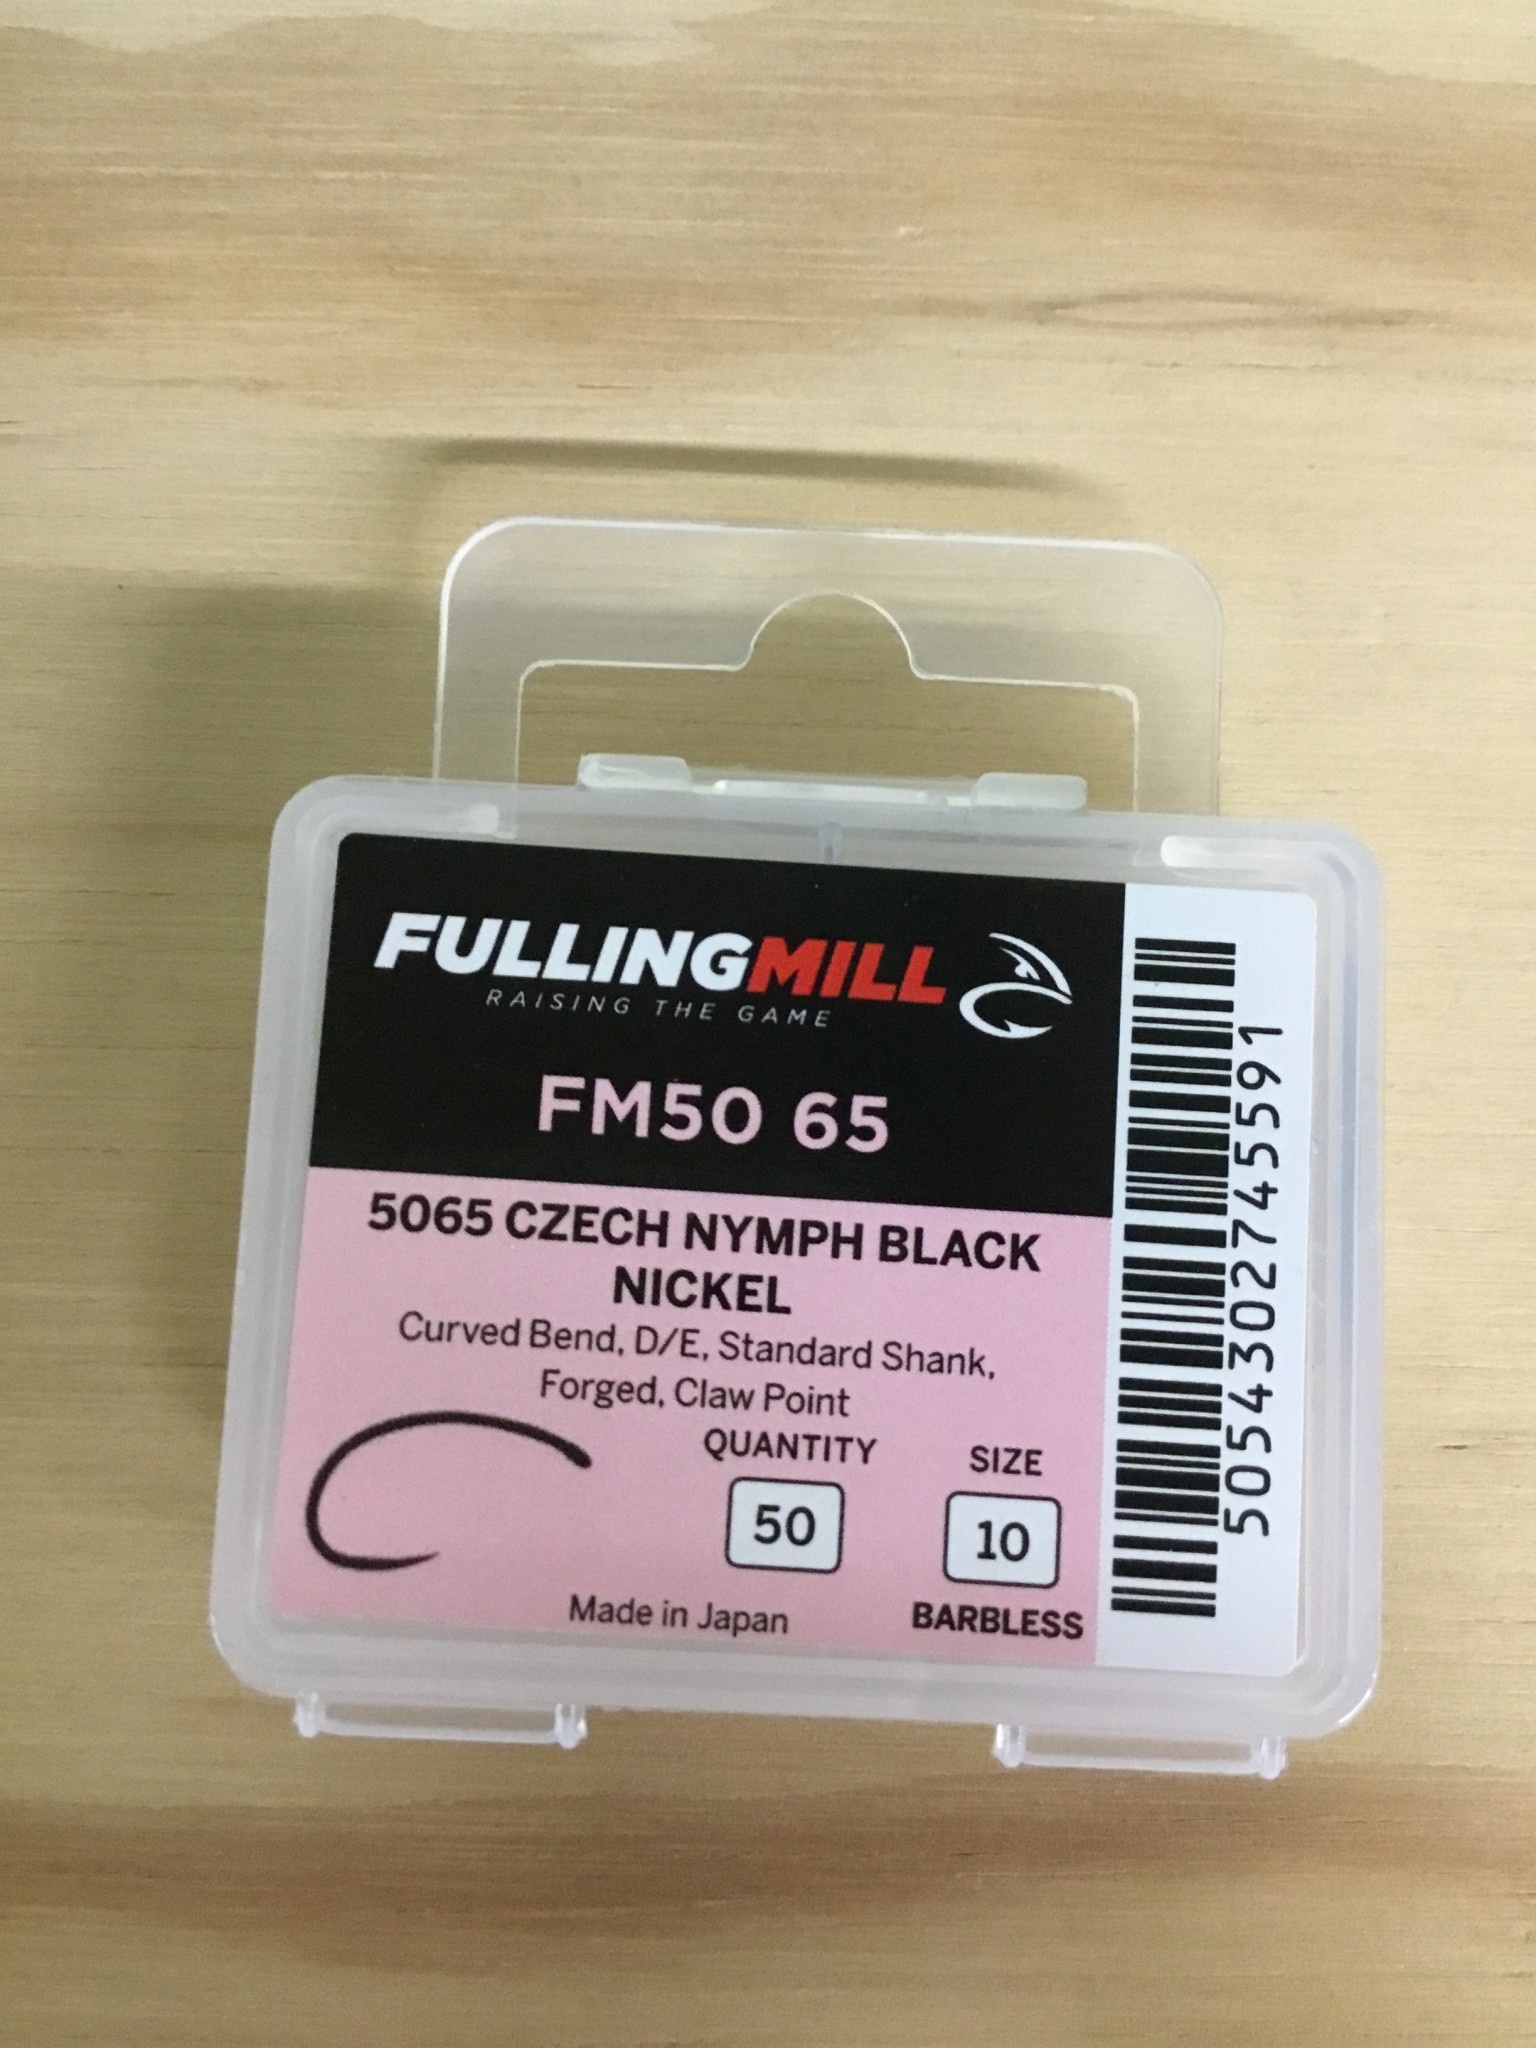 FULLINGMILL
RAISING THE GAME
FM50 65
5065 CZECH NYMPH BLACK
NICKEL
Curved Bend, D/E, Standard Shank,
Forged, Claw Point
QUANTITY
50
SIZE
10
BARBLESS
Made in Japan
5054302745591